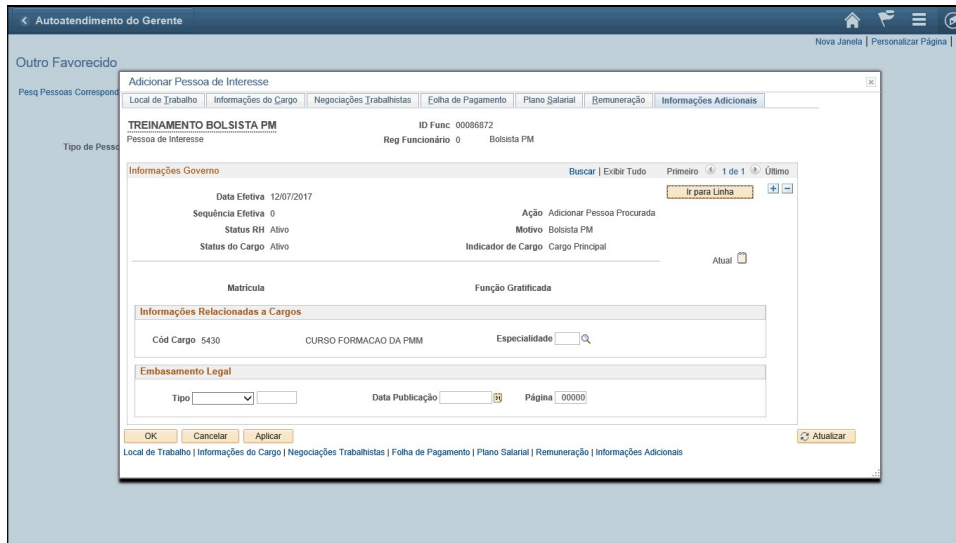 Autoatendimento do Gerente
Nova Janela | Personalizar Página |
Outro Favorecido
Pesq Pessoas Correspond
Tipo de Pesso
Adicionar Pessoa de Interesse
Local de Trabalho Informações do Cargo Negociações Trabalhistas Folha de Pagamento Plano Salarial Remuneração Informações Adicionais
TREINAMENTO BOLSISTA PM ID Func 00086872
Pessoa de Interesse Reg Funcionário 0 Bolsista PM
Informações Governo Buscar | Exibir Tudo Primeiro 1 de 1 Último
Ir para Linha
Data Efetiva 12/07/2017
Sequência Efetiva 0 Ação Adicionar Pessoa Procurada
Status RH Ativo Motivo Bolsista PM
Status do Cargo Ativo Indicador de Cargo Cargo Principal
Atual
Matrícula Função Gratificada
Informações Relacionadas a Cargos
Cód Cargo 5430 CURSO FORMACAO DA PMM Especialidade
Embasamento Legal
Tipo Data Publicação Página 00000
OK Cancelar Aplicar Atualizar
Local de Trabalho | Informações do Cargo | Negociações Trabalhistas | Folha de Pagamento | Plano Salarial | Remuneração | Informações Adicionais